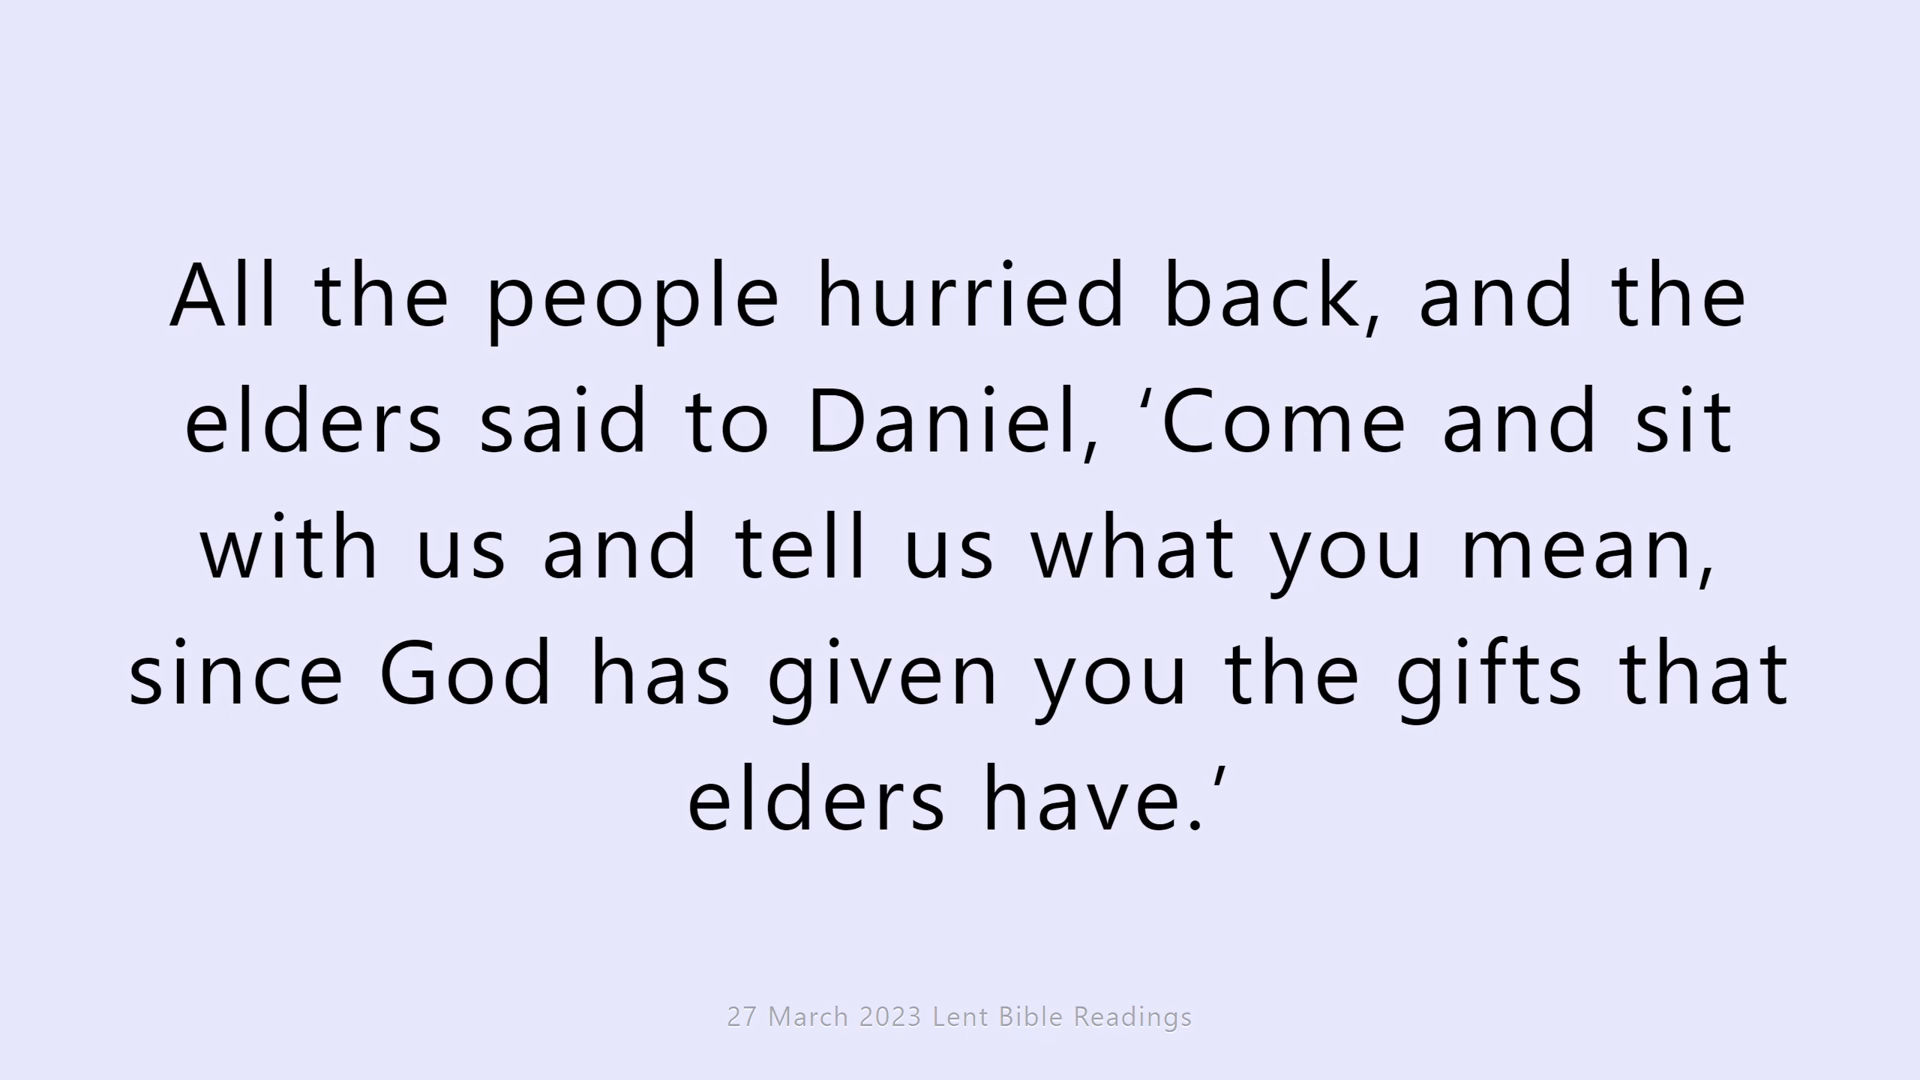 All the people hurried back, and the
elders said to Daniel, ‘Come and sit
with us and tell us what you mean,
since God has given you the gifts that
elders have.’
27 March 2023 Lent Bible Readings